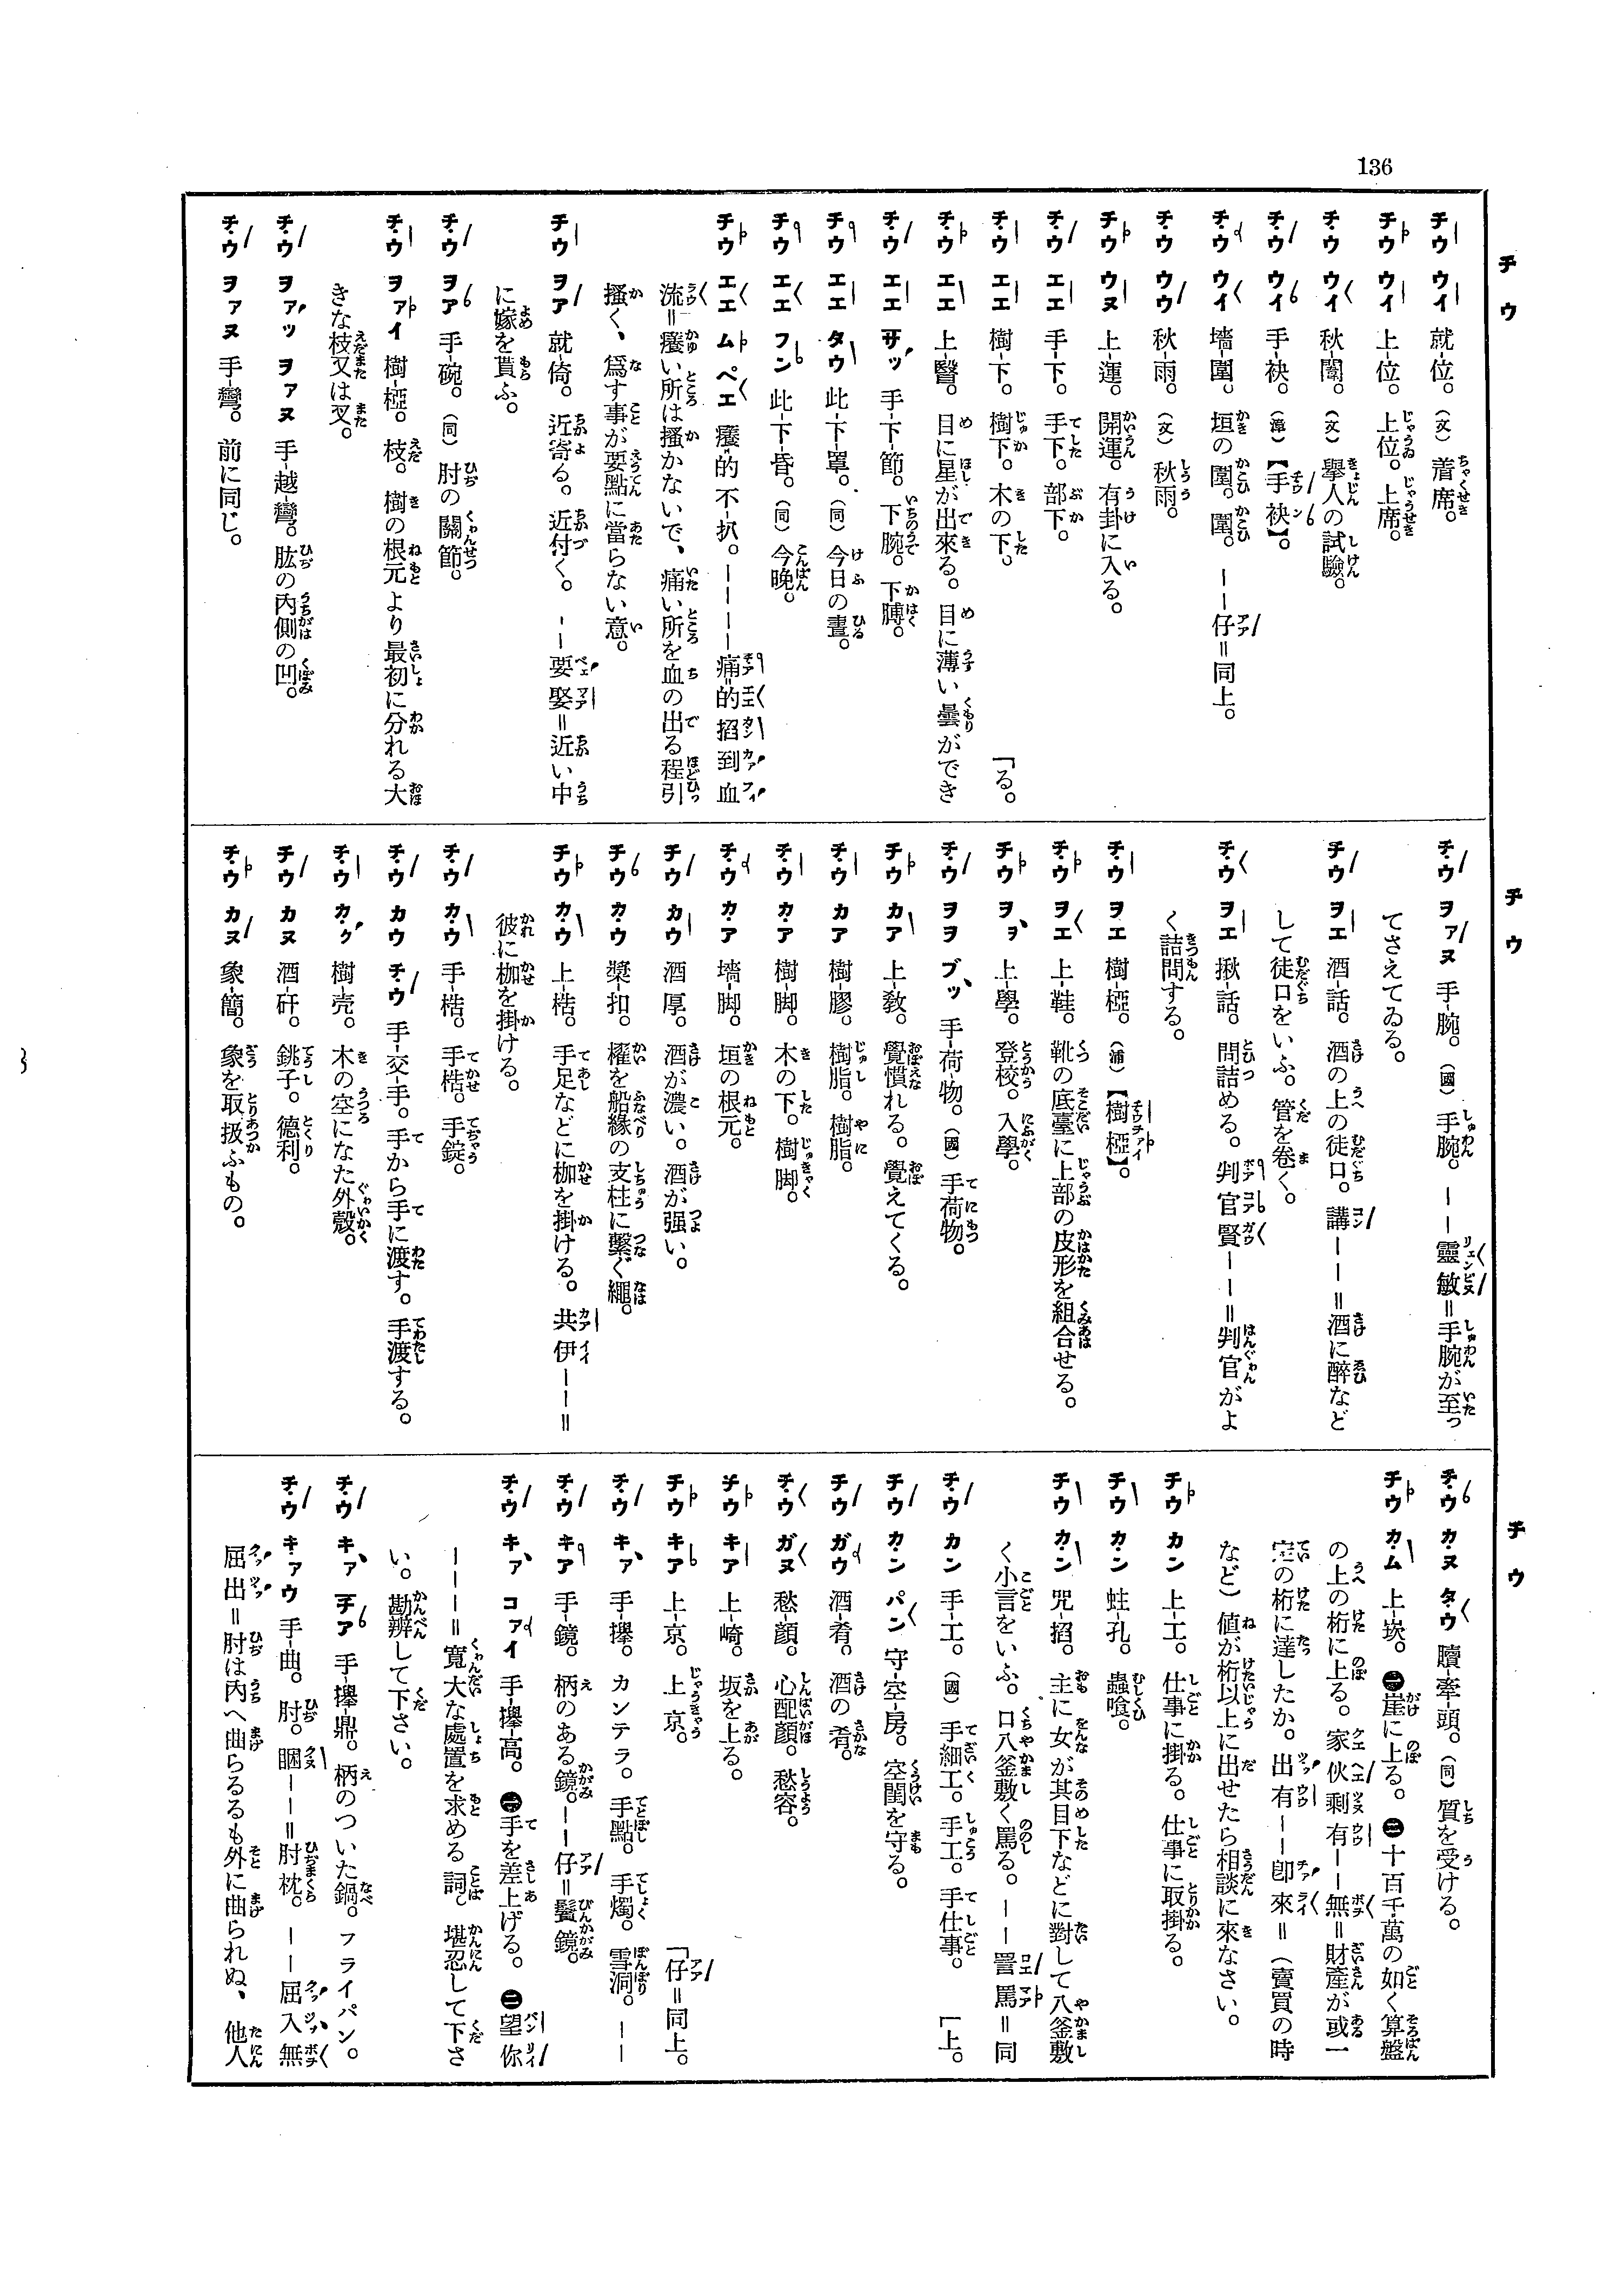 136
チウ
チウ ウイ 就-位。(文) 着席。
チウ ウイ 上-位。上位。上席。
チウ ウイ 秋-闈。(文) 擧人の試驗。
チウ ウイ 手-袂。(漳)【手袂】。
チウ ウイ 墻-圍。垣の圍。圍。——仔=同上。
チウ ウウ 秋-雨。(文) 秋雨。
チウ ウヌ 上-運。開運。有卦に入る。
チウ エエ 手-下。手下。部下。
チウ エエ 樹-下。樹下。木の下。
「る。
チウ エエ 上-醫。目に星が出來る。目に薄い曇ができ
チウ エエ サッ 手-下-節。下腕。下膊。
チウ エエ タウ 此-下-罩。(同) 今日の晝。
チウ エエ フン 此-下-昏。(同) 今晩。
チウ エエ ムペエ 癢-的 不-扒。————痛=的 搯 到 血
流=癢い所は搔かないで、痛い所を血の出る程引
搔く、爲す事が要點に當らない意。
チウ ヲア 就-倚。近寄る。近付く。——要 娶=近い中
に嫁を貰ふ。
チウ ヲア 手-碗。(同) 肘の關節。
チウ ヲァイ 樹-椏。枝。樹の根元より最初に分れる大
きな枝又は叉。
チウ ヲァッ ヲァヌ 手-越-彎。肱の内側の凹。
チウ ヲァヌ 手-彎。前に同じ。
チウ
チウ ヲァヌ 手-腕。(國) 手腕。——靈敏=手腕が至っ
てさえてゐる。
チウ ヲエ 酒-話。酒の上の徒口。講——=酒に醉など
して徒口をいふ。管を卷く。
チウ ヲエ 揪-話。問詰める。判官賢——=判官がよ
く詰問する。
チウ ヲエ 樹-椏。(浦)【樹椏】。
チウ ヲエ 上-鞋。靴の底臺に上部の皮形を組合せる。
チウ ヲヲ 上-學。登校。入學。
チウ ヲヲ ブッ 手-荷-物。(國) 手荷物。
チウ カア 上-敎。覺慣れる。覺えてくる。
チウ カア 樹-膠。樹脂。樹脂。
チウ カア 樹-脚。木の下。樹脚。
チウ カア 墻-脚。垣の根元。
チウ カウ 酒 厚。酒が濃い。酒が强い。
チウ カウ 槳-扣。櫂を船緣の支柱に繫ぐ繩。
チウ カウ 上-梏。手足などに枷を掛ける。共 伊——=
彼に枷を掛ける。
チウ カウ 手-梏。手梏。手錠。
チウ カウ チウ 手-交-手。手から手に渡す。手渡する。
チウ カク 樹-壳。木の空になた外殼。
チウ カヌ 酒-矸。銚子。德利。
チウ カヌ 象-簡。象を取扱ふもの。
チウ
チウ カヌ タウ 牘-牽-頭。(同) 質を受ける。
チウ カム 上-崁。㊀崖に上る。㊁十百千萬の如く算盤
の上の桁に上る。家伙剩有——無=財產が或一
定の桁に達したか。出有——卽來=(賣買の時
など) 値が桁以上に出せたら相談に來なさい。
チウ カン 上-工。仕事に掛る。仕事に取掛る。
チウ カン 蛀-孔。蟲喰。
チウ カン 咒-搯。主に女が其目下などに對して八釜敷
く小言をいふ。口八釜敷く罵る。——詈罵=同
「上。
チウ カン 手-工。(國) 手細工。手工。手仕事。
チウ カン パン 守-空-房。空閨を守る。
チウ ガウ 酒-肴。酒の肴。
チウ ガヌ 愁-顏。心配顏。愁容。
チウ キア 上-崎。坂を上る。
チウ キア 上-京。上京。
「仔=同上。
チウ キァ 手-擧。カンテラ。手點。手燭。雪洞。——
チウ キア 手-鏡。柄のある鏡。——仔=鬢鏡。
チウ キァ コァイ 手-擧-高。㊀手を差上げる。㊁望你
———=寬大な處置を求める詞。堪忍して下さ
い。勘辨して下さい。
チウ キァ チア 手-擧-鼎。柄のついた鍋。フライパン。
チウ キァウ 手-曲。肘。睏——=肘枕。——屈入無
屈出=肘は内へ曲らるるも外に曲られぬ、他人